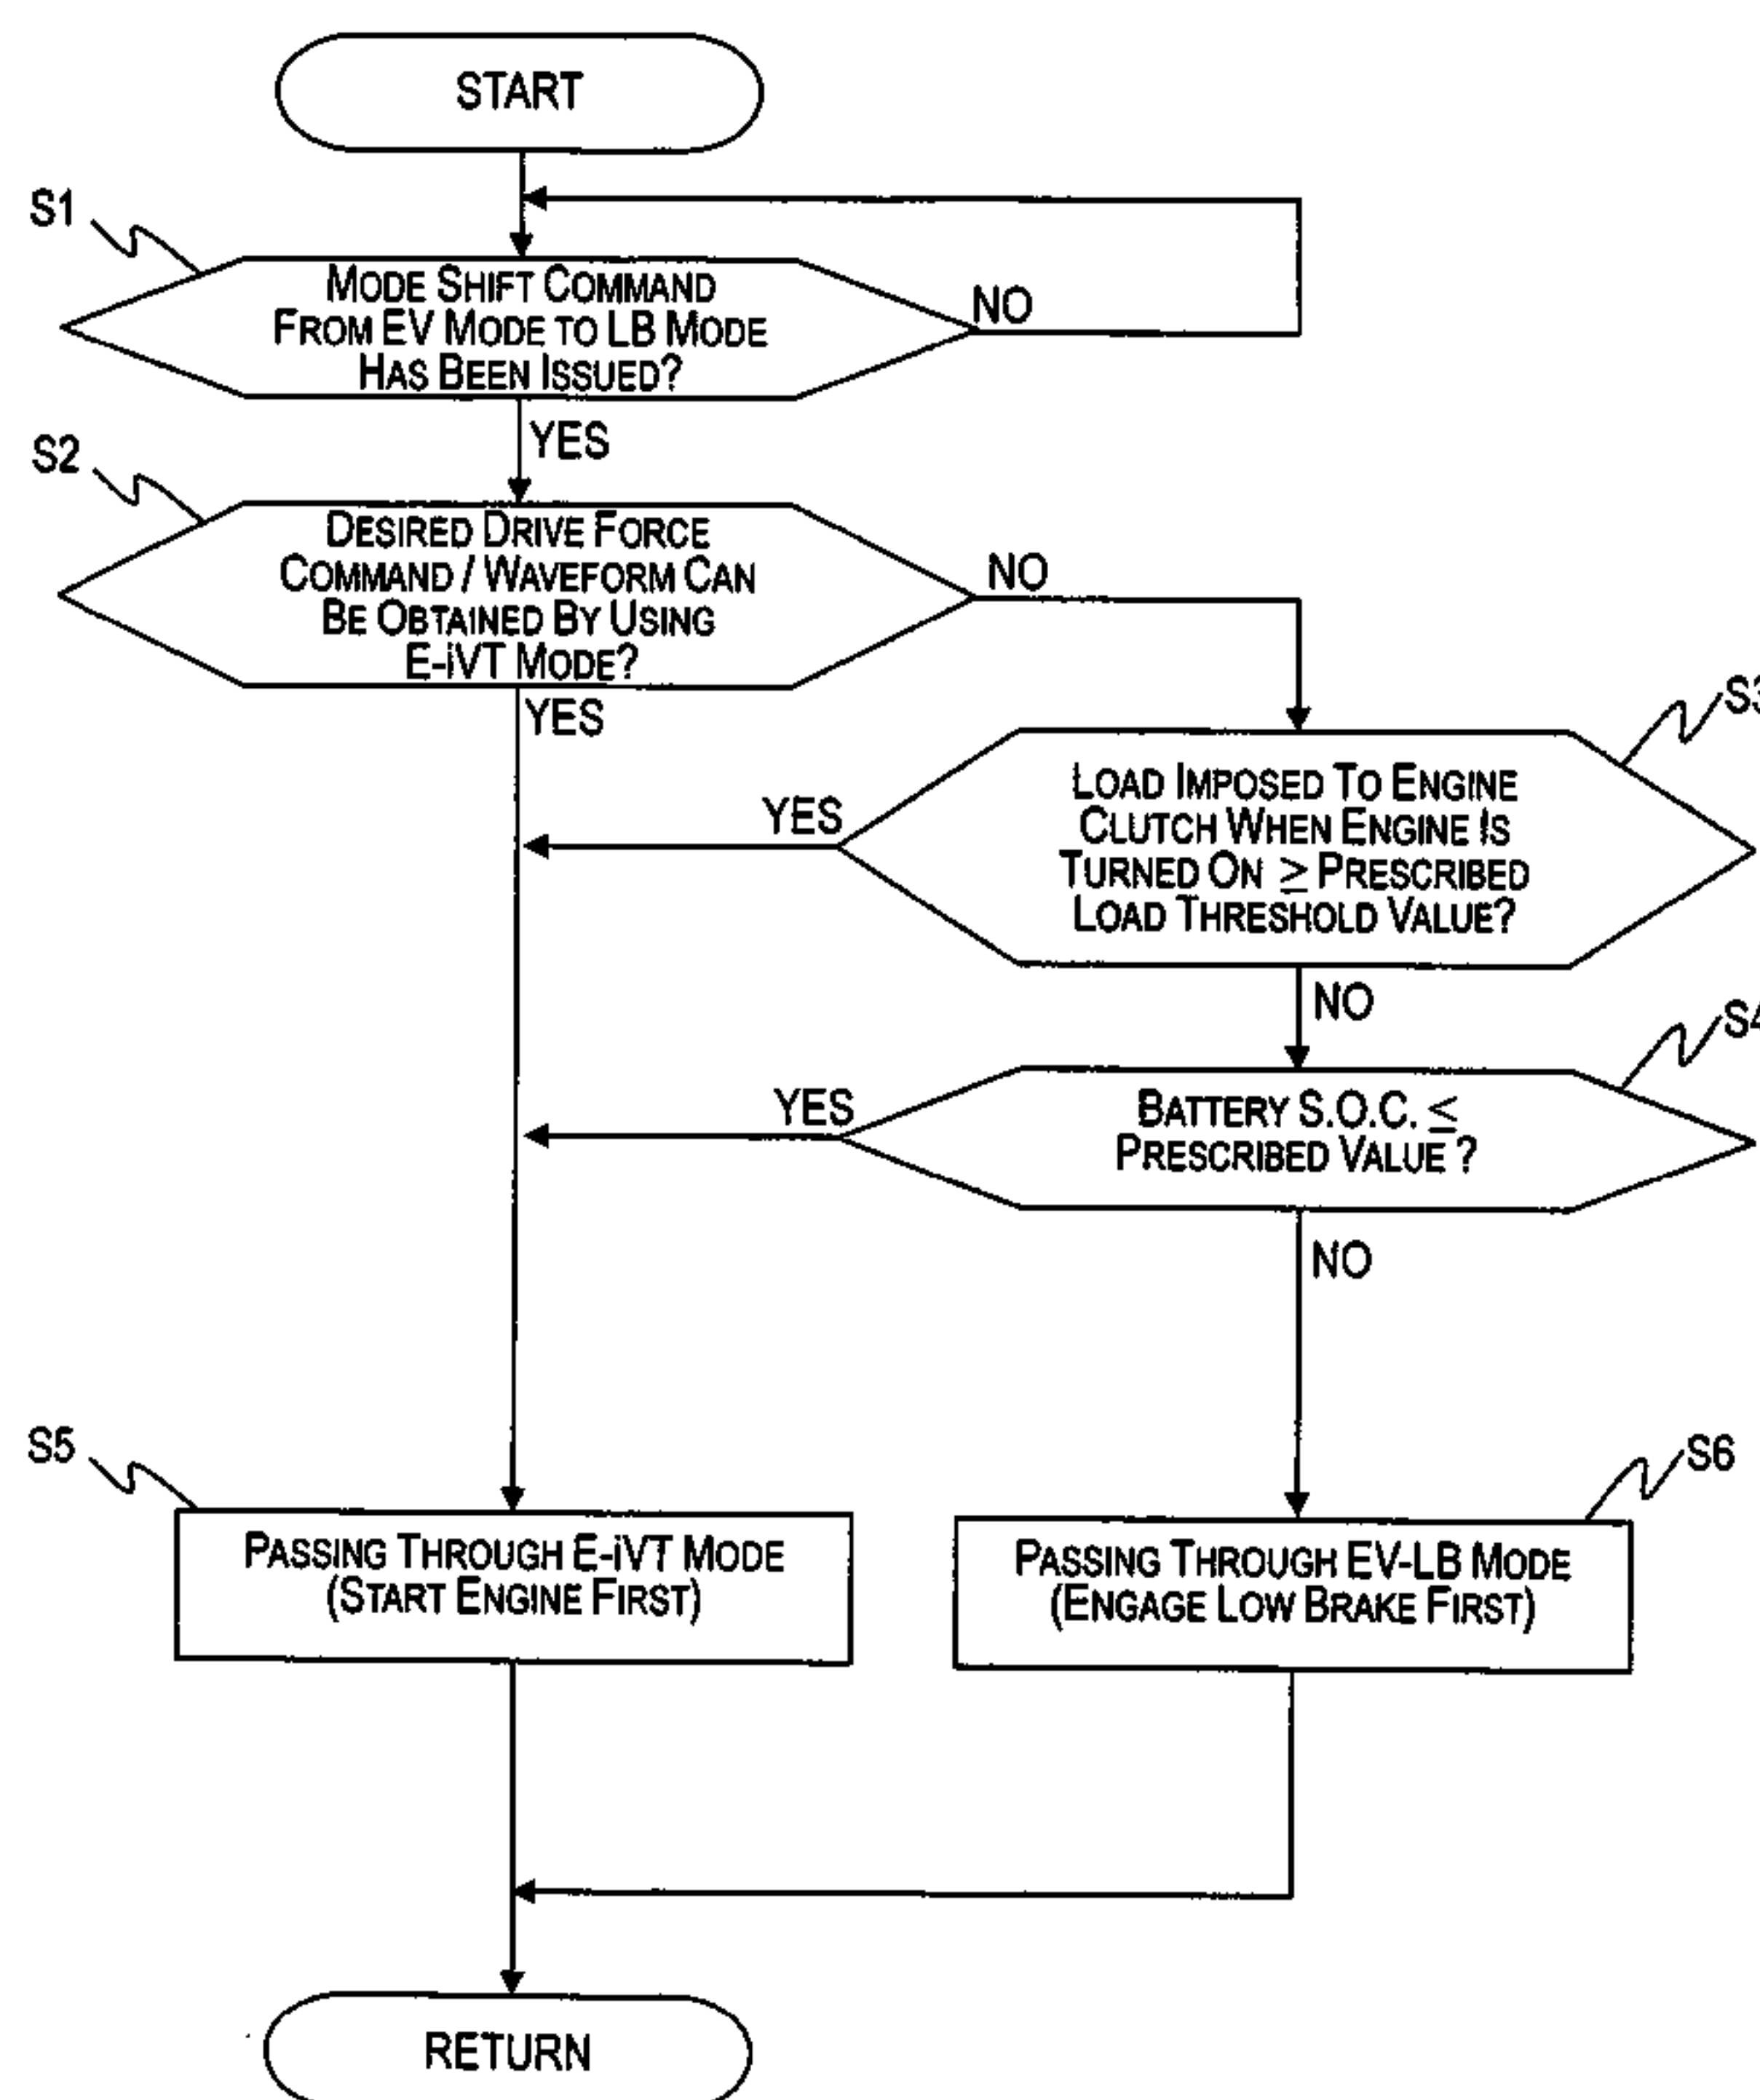 START
S1
MODE SHIFT COMMAND
FROM EV MODE TO LB MODE
HAS BEEN ISSUED?
NO
YES
S2
DESIRED DRIVE FORCE
COMMAND / WAVEFORM CAN
BE OBTAINED BY USING
E-iVT MODE?
NO
YES
S3
LOAD IMPOSED TO ENGINE
CLUTCH WHEN ENGINE IS
TURNED ON ≥ PRESCRIBED
LOAD THRESHOLD VALUE?
YES
NO
S4
BATTERY S.O.C. ≤
PRESCRIBED VALUE ?
YES
NO
S5
PASSING THROUGH E-iVT MODE
(START ENGINE FIRST)
S6
PASSING THROUGH EV-LB MODE
(ENGAGE LOW BRAKE FIRST)
RETURN